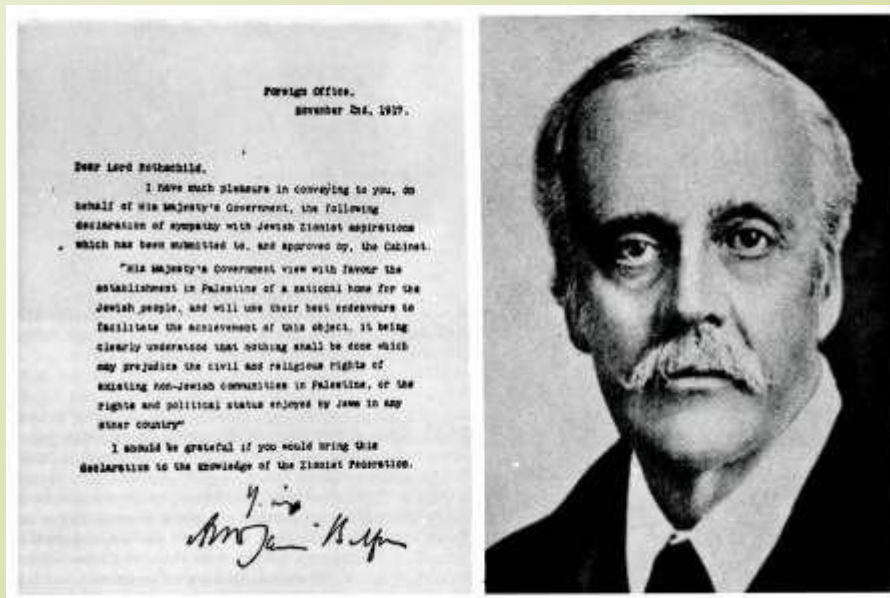 Foreign Office,
November 2nd, 1917.
Dear Lord Rothschild,
I have much pleasure in conveying to you, on
behalf of His Majesty's Government, the following
declaration of sympathy with Jewish Zionist aspirations
which has been submitted to, and approved by, the Cabinet.
"His Majesty's Government view with favour the
establishment in Palestine of a national home for the
Jewish people, and will use their best endeavours to
facilitate the achievement of this object, it being
clearly understood that nothing shall be done which
may prejudice the civil and religious rights of
existing non-Jewish communities in Palestine, or the
rights and political status enjoyed by Jews in any
other country"
I should be grateful if you would bring this
declaration to the knowledge of the Zionist Federation.